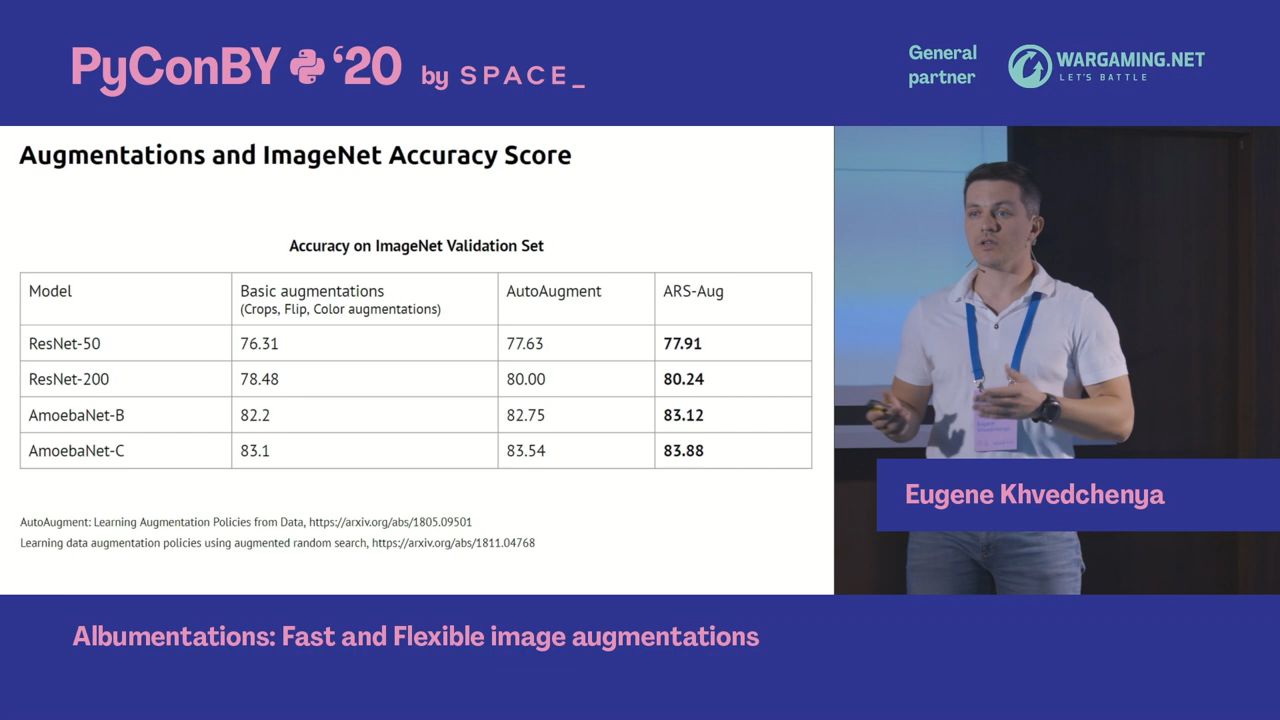 PyConBY '20 by SPACE_
General
partner
WARGAMING.NET
LET'S BATTLE
Augmentations and ImageNet Accuracy Score
Accuracy on ImageNet Validation Set
Model Basic augmentations AutoAugment ARS-Aug
(Crops, Flip, Color augmentations)
ResNet-50 76.31 77.63 77.91
ResNet-200 78.48 80.00 80.24
AmoebaNet-B 82.2 82.75 83.12
AmoebaNet-C 83.1 83.54 83.88
AutoAugment: Learning Augmentation Policies from Data, https://arxiv.org/abs/1805.09501
Learning data augmentation policies using augmented random search, https://arxiv.org/abs/1811.04768
Eugene
Khvedchenya
Eugene Khvedchenya
Albumentations: Fast and Flexible image augmentations